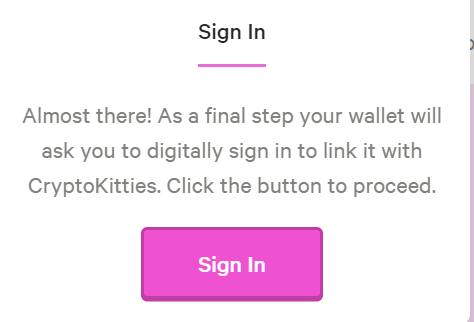 Sign In
Almost there! As a final step your wallet will
ask you to digitally sign in to link it with
CryptoKitties. Click the button to proceed.
Sign In